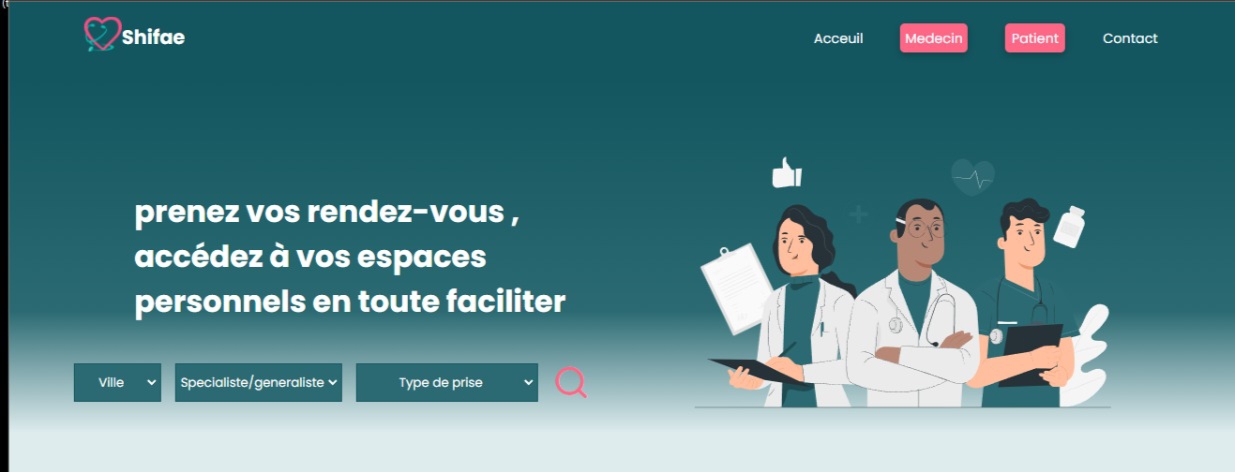 Shifae
Acceuil
Medecin
Patient
Contact
prenez vos rendez-vous ,
accédez à vos espaces
personnels en toute faciliter
Ville
Specialiste/generaliste
Type de prise